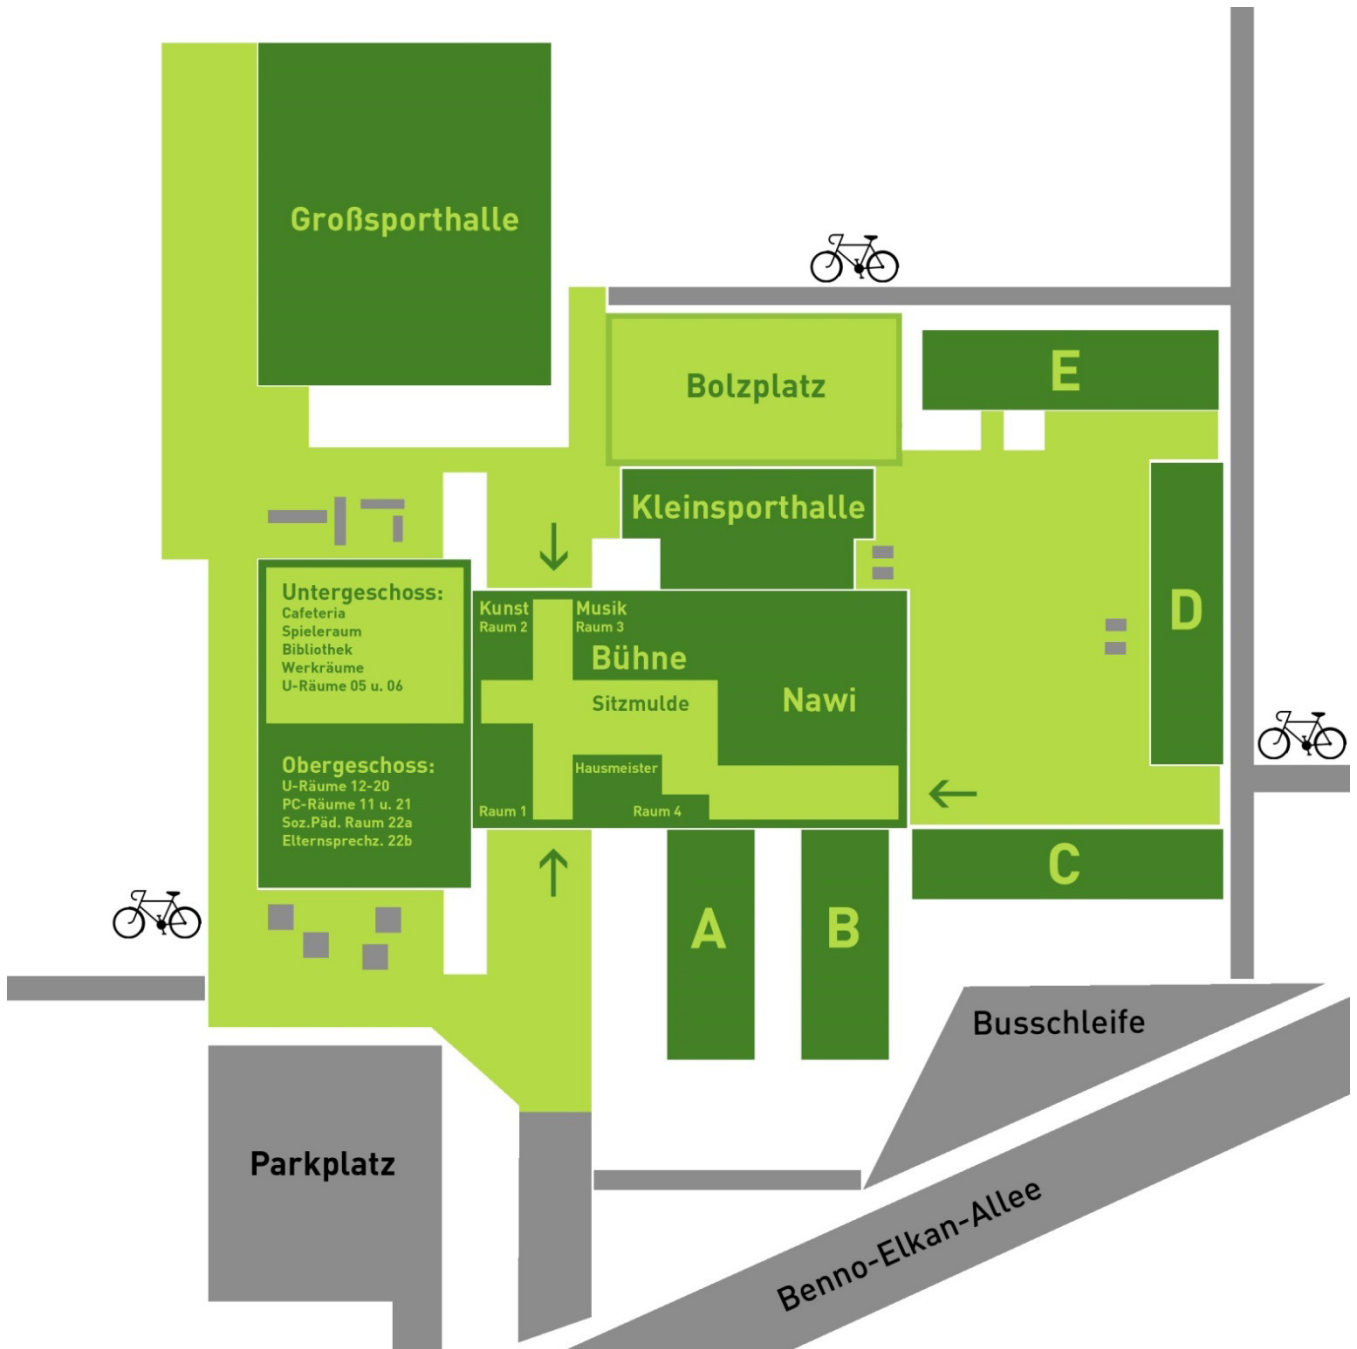 Großsporthalle
Bolzplatz
E
Kleinsporthalle
D
Untergeschoss:
Cafeteria
Spieleraum
Bibliothek
Werkräume
U-Räume 05 u. 06
Obergeschoss:
U-Räume 12-20
PC-Räume 11 u. 21
Soz.Päd. Raum 22a
Elternsprechz. 22b
Kunst
Raum 2
Musik
Raum 3
Bühne
Sitzmulde
Nawi
Hausmeister
Raum 1
Raum 4
C
A
B
Busschleife
Parkplatz
Benno-Elkan-Allee